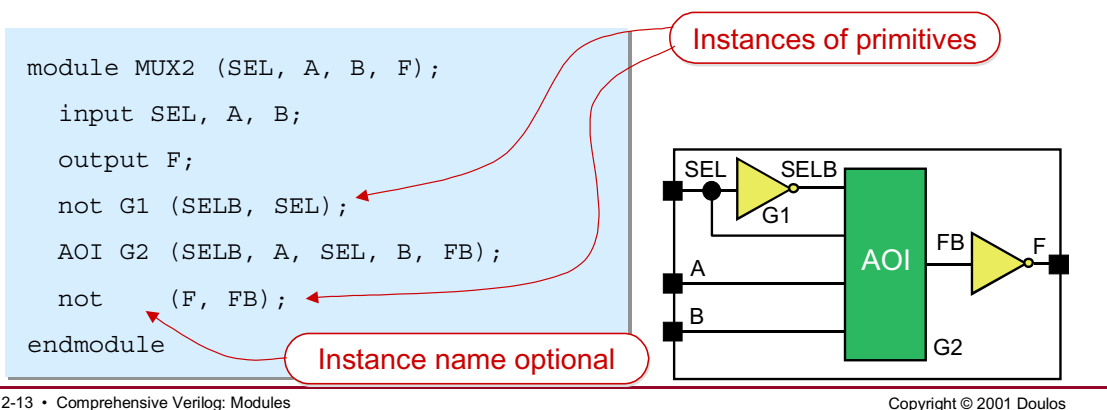 Instances of primitives
module MUX2 (SEL, A, B, F);
input SEL, A, B;
output F;
not G1 (SELB, SEL);
AOI G2 (SELB, A, SEL, B, FB);
not (F, FB);
endmodule
Instance name optional
SEL SELB
G1
AOI
FB F
A
B
G2
2-13 • Comprehensive Verilog: Modules Copyright © 2001 Doulos